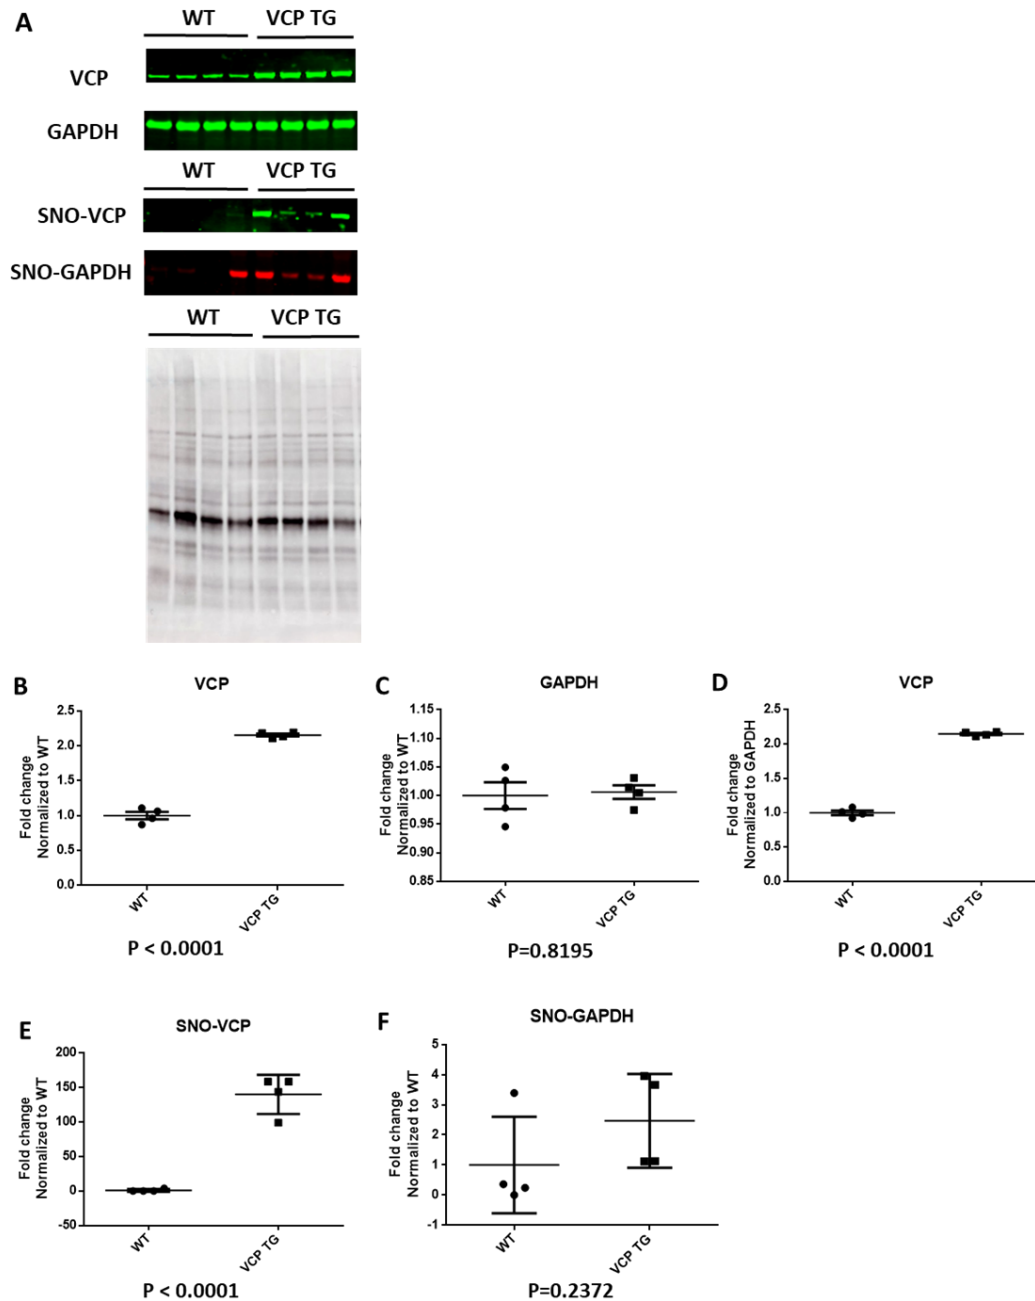 A
WT VCP TG
VCP
GAPDH
WT VCP TG
SNO-VCP
SNO-GAPDH
WT VCP TG
B
VCP
Fold change
Normalized to WT
2.5
2.0
1.5
1.0
0.5
0.0
WT
VCP TG
P < 0.0001
C
GAPDH
Fold change
Normalized to WT
1.15
1.10
1.05
1.00
0.95
0.90
0.85
WT
VCP TG
P=0.8195
D
VCP
Fold change
Normalized to GAPDH
2.5
2.0
1.5
1.0
0.5
0.0
WT
VCP TG
P < 0.0001
E
SNO-VCP
Fold change
Normalized to WT
200
150
100
50
0
-50
WT
VCP TG
P < 0.0001
F
SNO-GAPDH
Fold change
Normalized to WT
5
4
3
2
1
0
-1
WT
VCP TG
P=0.2372